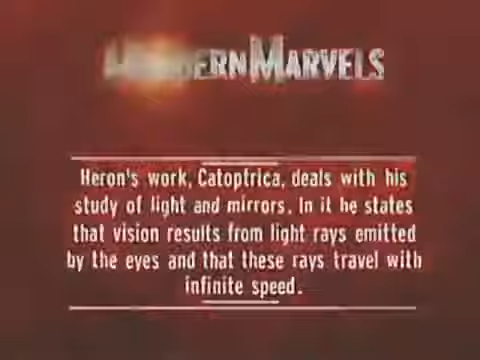 MODERN MARVELS
Heron's work, Catoptrica, deals with his
study of light and mirrors. In it he states
that vision results from light rays emitted
by the eyes and that these rays travel with
infinite speed.